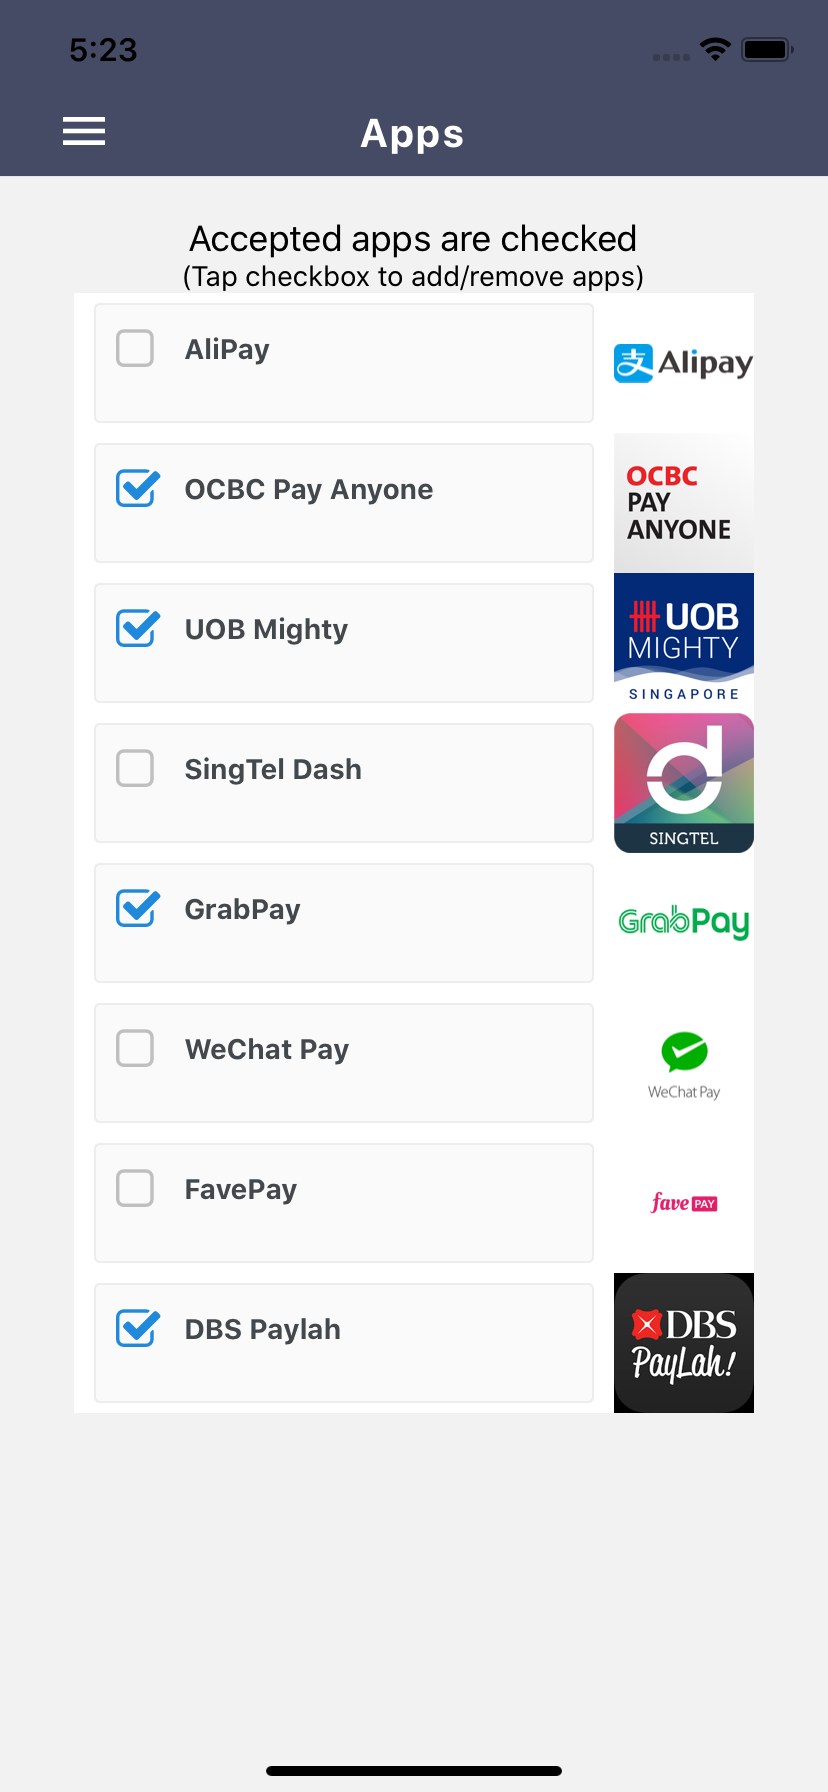 5:23
Apps
Accepted apps are checked
(Tap checkbox to add/remove apps)
AliPay
支 Alipay
OCBC Pay Anyone
OCBC
PAY
ANYONE
UOB Mighty
UOB
MIGHTY
SINGAPORE
SingTel Dash
d
SINGTEL
GrabPay
GrabPay
WeChat Pay
WeChat Pay
FavePay
fave PAY
DBS Paylah
DBS
PayLah!